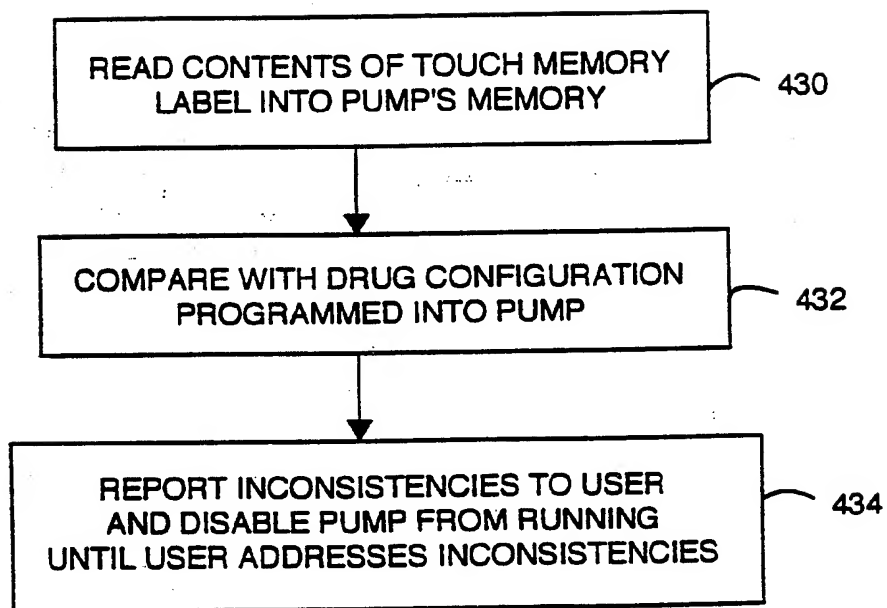 READ CONTENTS OF TOUCH MEMORY
LABEL INTO PUMP'S MEMORY
430
COMPARE WITH DRUG CONFIGURATION
PROGRAMMED INTO PUMP
432
REPORT INCONSISTENCIES TO USER
AND DISABLE PUMP FROM RUNNING
UNTIL USER ADDRESSES INCONSISTENCIES
434